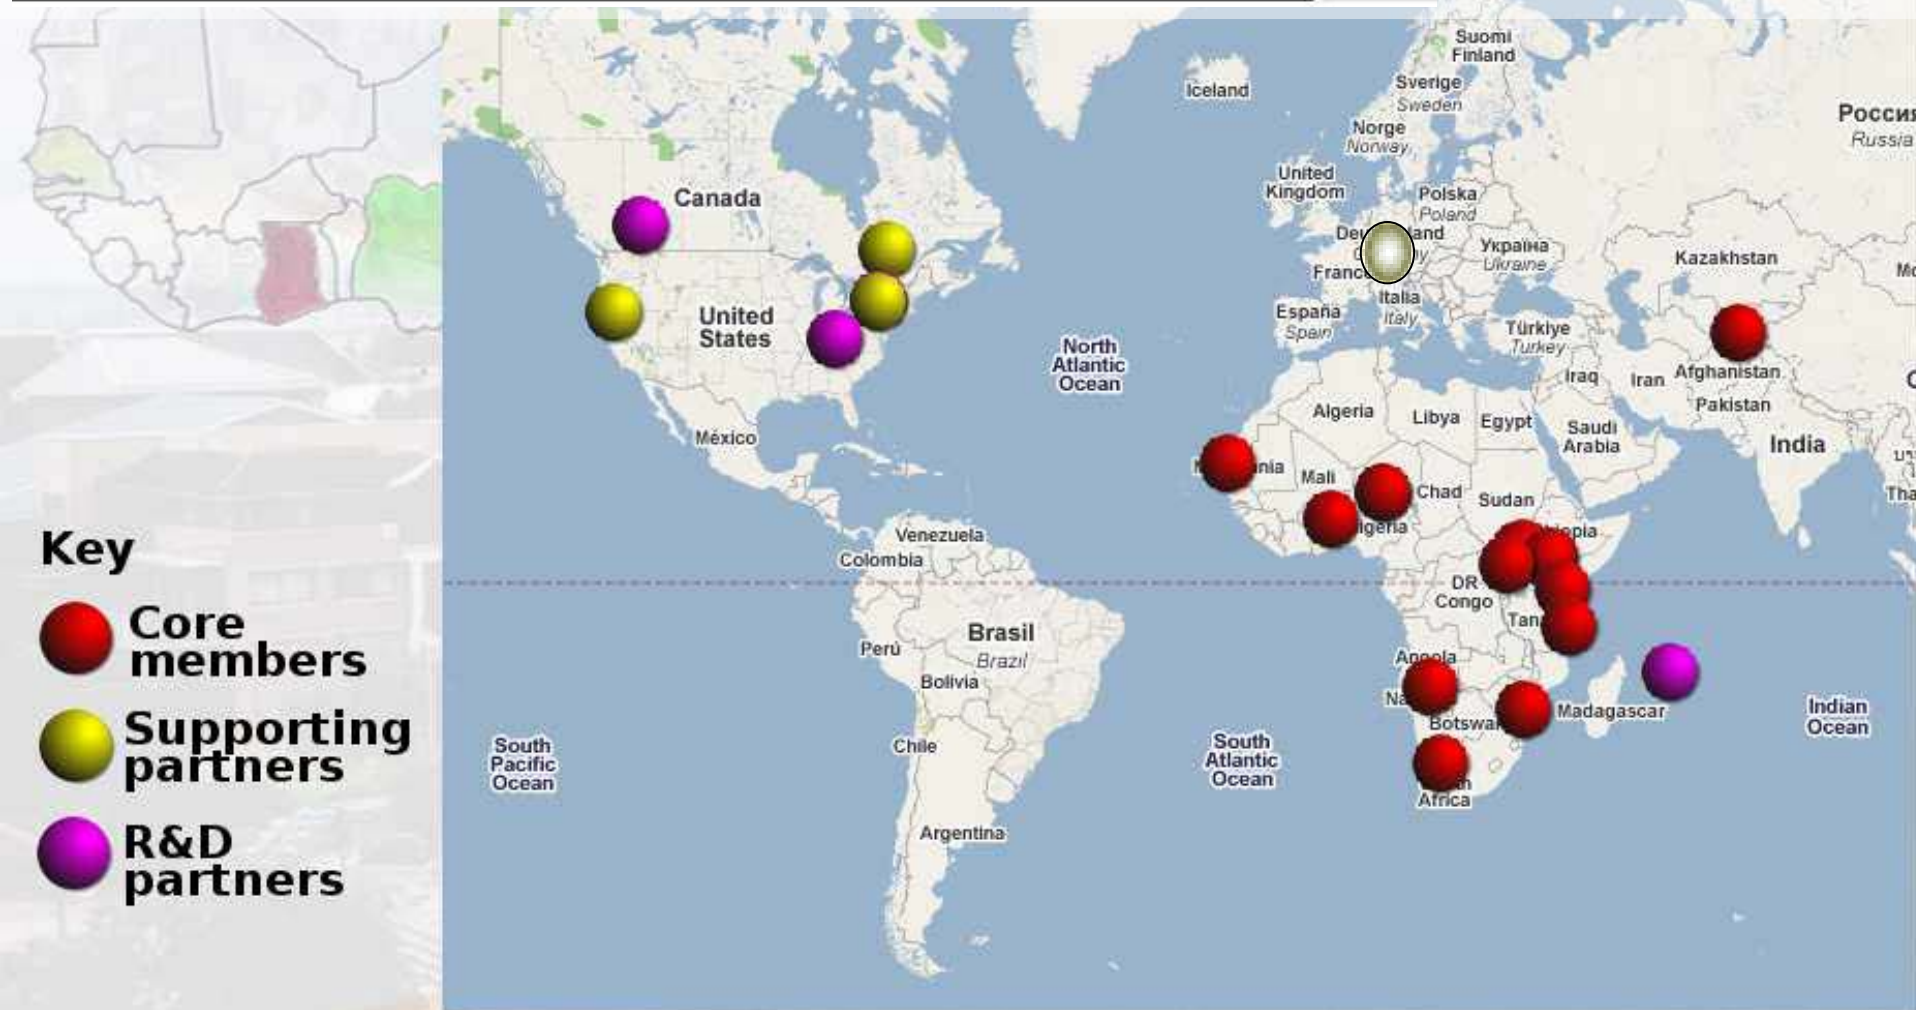 Key
Core
members
Supporting
partners
R&D
partners
Suomi
Finland
Iceland
Sverige
Sweden
Norge
Norway
Россия
Russia
United
Kingdom
Polska
Poland
Canada
Україна
Ukraine
Kazakhstan
Italia
Italy
España
Spain
Türkiye
Turkey
United
States
North
Atlantic
Ocean
Iraq
Iran
Afghanistan
Pakistan
India
Algeria
Libya
Egypt
Saudi
Arabia
México
Mali
Chad
Sudan
Venezuela
Colombia
DR
Congo
Brasil
Brazil
Perú
Bolivia
Angola
Madagascar
Indian
Ocean
Chile
South
Pacific
Ocean
South
Atlantic
Ocean
Africa
Argentina